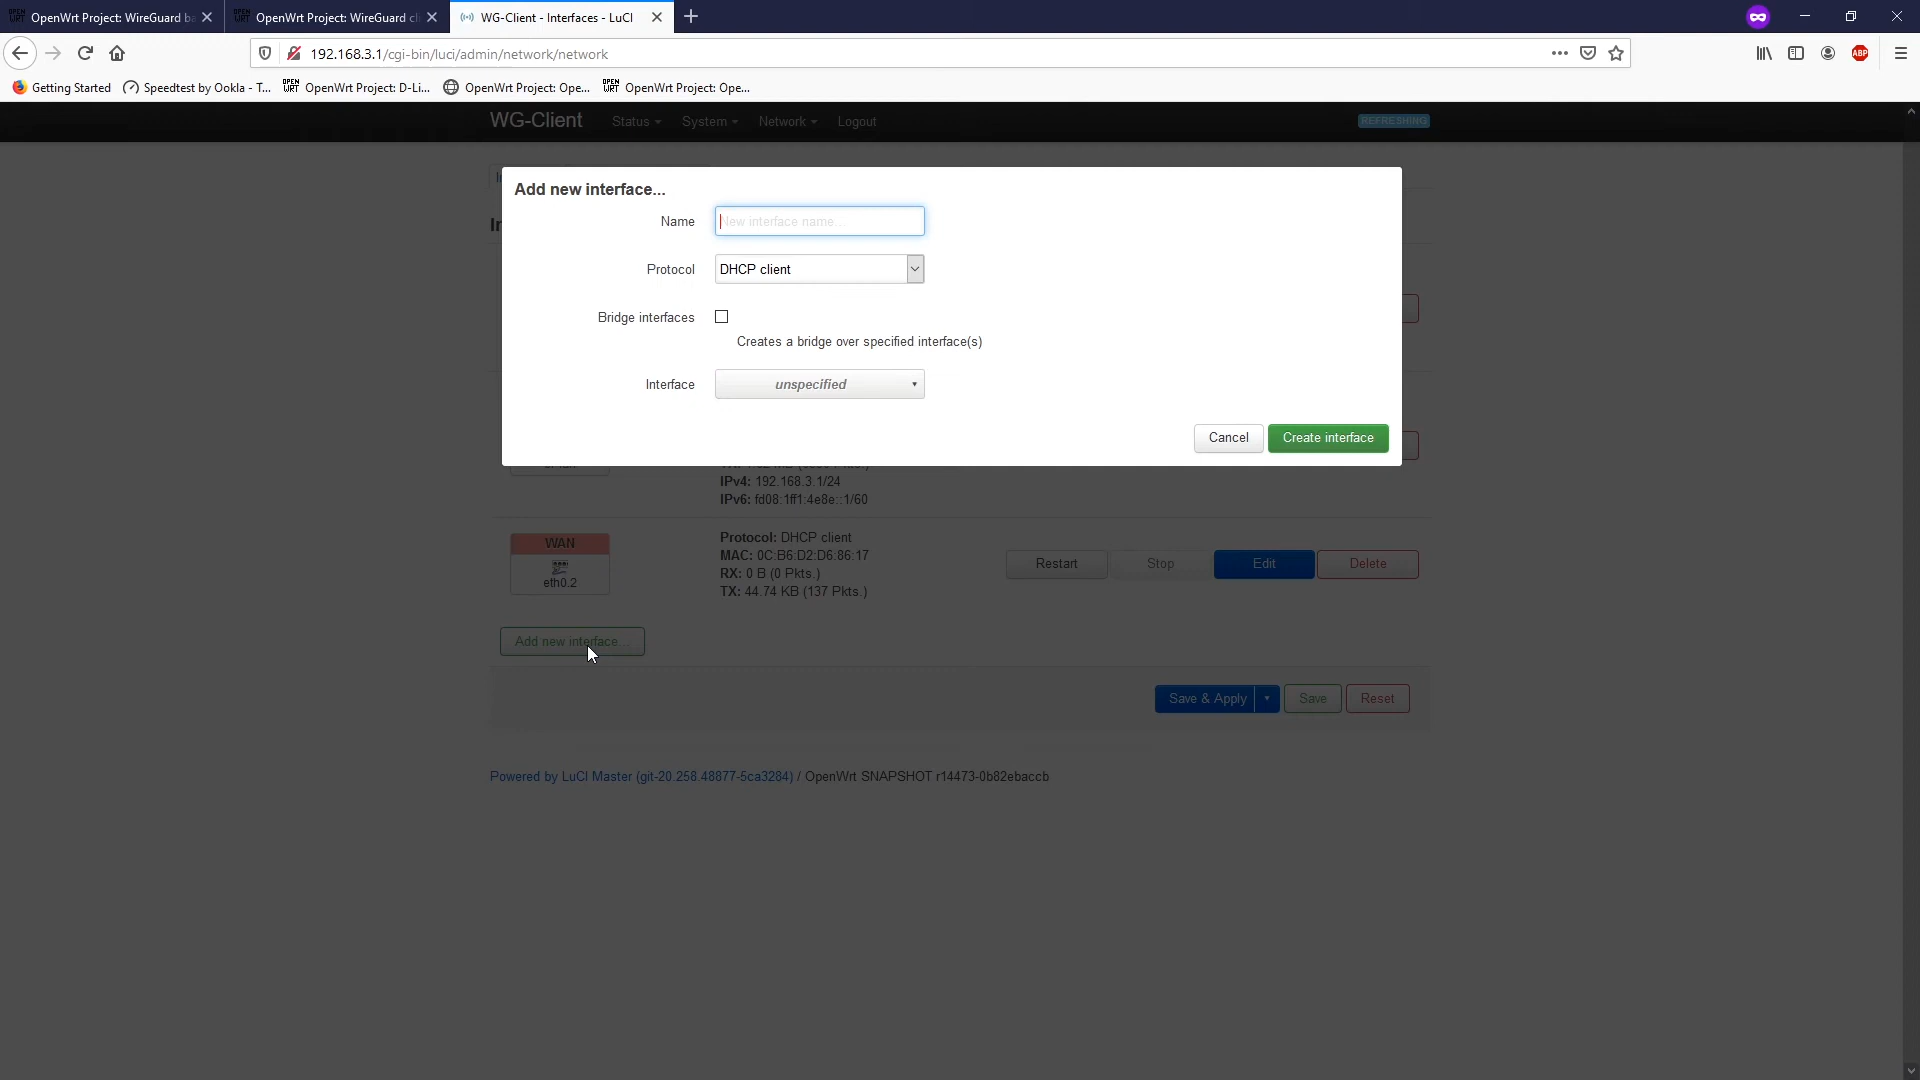 OpenWrt Project: WireGuard ba
OpenWrt Project: WireGuard cl
WG-Client - Interfaces - LuCI
192.168.3.1/cgi-bin/luci/admin/network/network
ABP
Getting Started
Speedtest by Ookla - T...
OpenWrt Project: D-Li...
OpenWrt Project: Ope...
OpenWrt Project: Ope...
WG-Client
Status
System
Network
Logout
REFRESHING
Add new interface...
Name
New interface name...
Protocol
DHCP client
Bridge interfaces
Creates a bridge over specified interface(s)
Interface
unspecified
Cancel
Create interface
IPv4: 192.168.3.1/24
IPv6: fd08:1ff1:4e8e::1/60
WAN
eth0.2
Protocol: DHCP client
MAC: 0C:B6:D2:D6:86:17
RX: 0 B (0 Pkts.)
TX: 44.74 KB (137 Pkts.)
Restart
Stop
Edit
Delete
Add new interface...
Save & Apply
Save
Reset
Powered by LuCI Master (git-20.258.48877-5ca3284) / OpenWrt SNAPSHOT r14473-0b82ebaccb